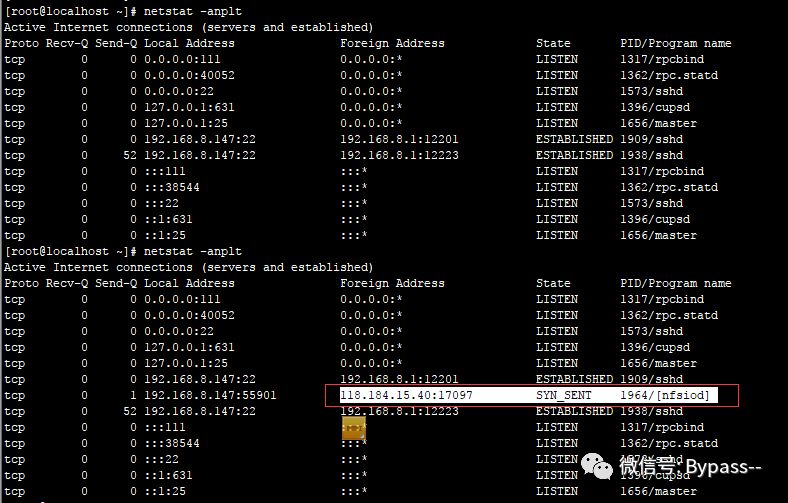 [root@localhost ~]# netstat -anplt
Active Internet connections (servers and established)
Proto Recv-Q Send-Q Local Address Foreign Address State PID/Program name
tcp 0 0 0.0.0.0:111 0.0.0.0:* LISTEN 1317/rpcbind
tcp 0 0 0.0.0.0:40052 0.0.0.0:* LISTEN 1362/rpc.statd
tcp 0 0 0.0.0.0:22 0.0.0.0:* LISTEN 1573/sshd
tcp 0 0 127.0.0.1:631 0.0.0.0:* LISTEN 1396/cupsd
tcp 0 0 127.0.0.1:25 0.0.0.0:* LISTEN 1656/master
tcp 0 0 192.168.8.147:22 192.168.8.1:12201 ESTABLISHED 1909/sshd
tcp 0 52 192.168.8.147:22 192.168.8.1:12223 ESTABLISHED 1938/sshd
tcp 0 0 :::111 :::* LISTEN 1317/rpcbind
tcp 0 0 :::38544 :::* LISTEN 1362/rpc.statd
tcp 0 0 :::22 :::* LISTEN 1573/sshd
tcp 0 0 ::1:631 :::* LISTEN 1396/cupsd
tcp 0 0 ::1:25 :::* LISTEN 1656/master
[root@localhost ~]# netstat -anplt
Active Internet connections (servers and established)
Proto Recv-Q Send-Q Local Address Foreign Address State PID/Program name
tcp 0 0 0.0.0.0:111 0.0.0.0:* LISTEN 1317/rpcbind
tcp 0 0 0.0.0.0:40052 0.0.0.0:* LISTEN 1362/rpc.statd
tcp 0 0 0.0.0.0:22 0.0.0.0:* LISTEN 1573/sshd
tcp 0 0 127.0.0.1:631 0.0.0.0:* LISTEN 1396/cupsd
tcp 0 0 127.0.0.1:25 0.0.0.0:* LISTEN 1656/master
tcp 0 0 192.168.8.147:22 192.168.8.1:12201 ESTABLISHED 1909/sshd
tcp 0 1 192.168.8.147:55901 118.184.15.40:17097 SYN_SENT 1964/[nfsiod]
tcp 0 52 192.168.8.147:22 192.168.8.1:12223 ESTABLISHED 1938/sshd
tcp 0 0 :::111 LISTEN 1317/rpcbind
tcp 0 0 :::38544 :::* LISTEN 1362/rpc.statd
tcp 0 0 :::22 :::* LISTEN
tcp 0 0 ::1:631 :::* LISTEN
tcp 0 0 ::1:25 :::* LISTEN 1656/master
微信号: Bypass--